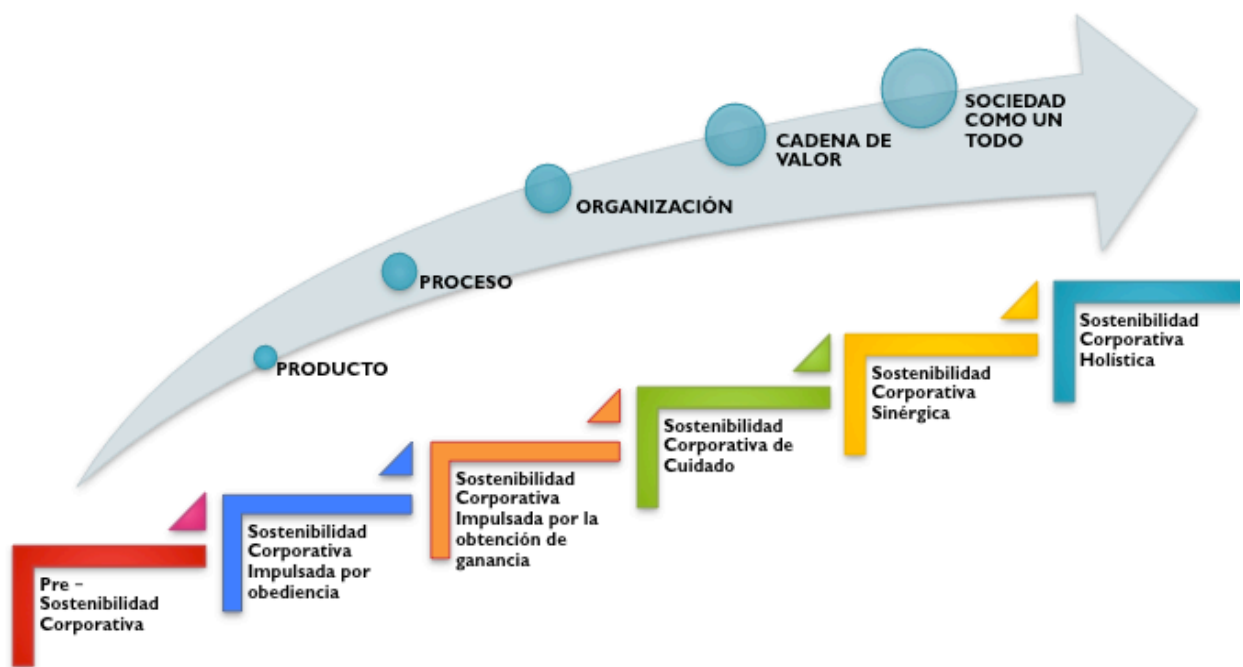 SOCIEDAD
COMO UN
TODO
CADENA DE
VALOR
ORGANIZACIÓN
PROCESO
PRODUCTO
Sostenibilidad
Corporativa
Holística
Sostenibilidad
Corporativa
Sinérgica
Sostenibilidad
Corporativa de
Cuidado
Sostenibilidad
Corporativa
Impulsada por la
obtención de
ganancia
Sostenibilidad
Corporativa
Impulsada por
obediencia
Pre –
Sostenibilidad
Corporativa